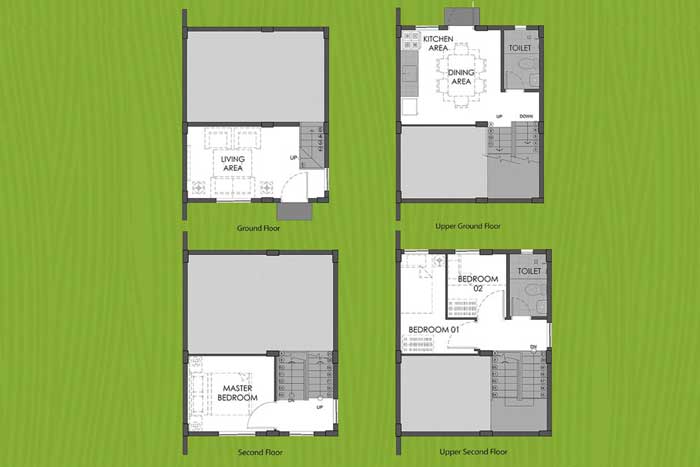 LIVING
AREA
UP
Ground Floor
KITCHEN
AREA
TOILET
DINING
AREA
UP
DOWN
Upper Ground Floor
MASTER
BEDROOM
DN
UP
Second Floor
BEDROOM
02
TOILET
BEDROOM 01
DN
Upper Second Floor